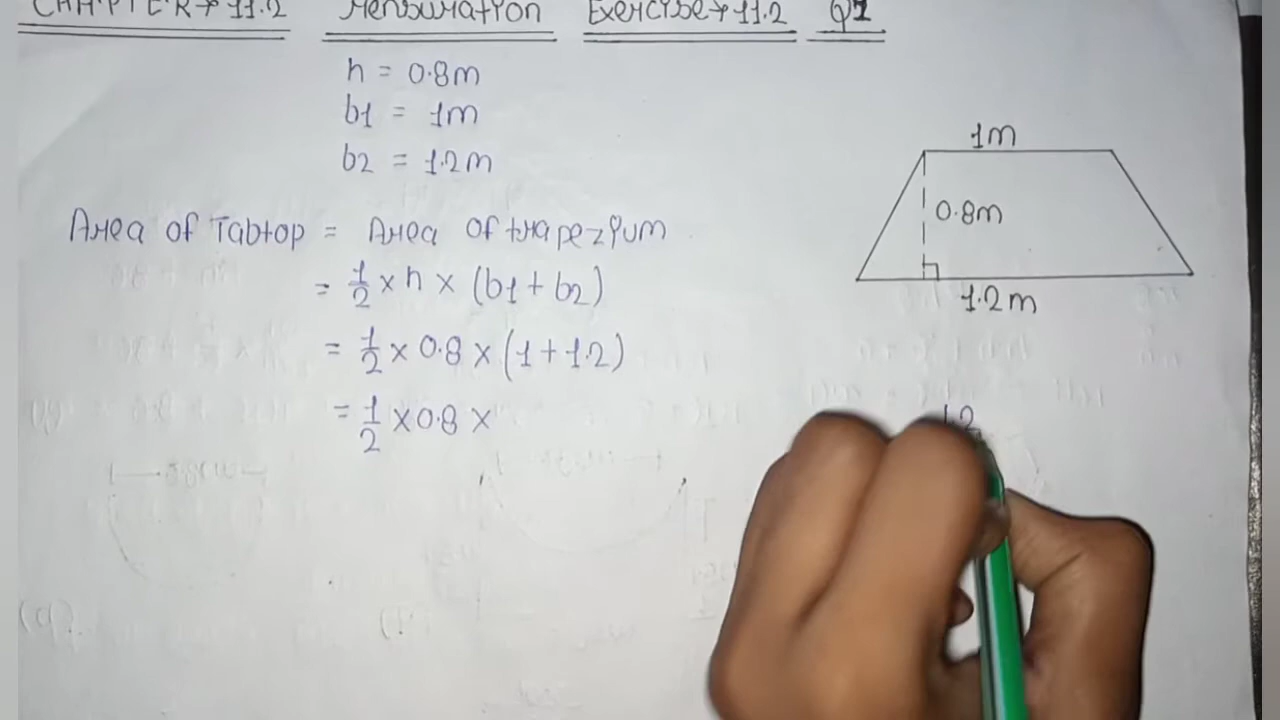 CHAPTER→11.2 Mensuration Exercise→11.2 Q1
h = 0.8m
b1 = 1m
b2 = 1.2m
Area of Tabtop = Area of trapezium
= 1/2 × h × (b1 + b2)
= 1/2 × 0.8 × (1 + 1.2)
= 1/2 × 0.8 ×
1m
0.8m
1.2m
1.2